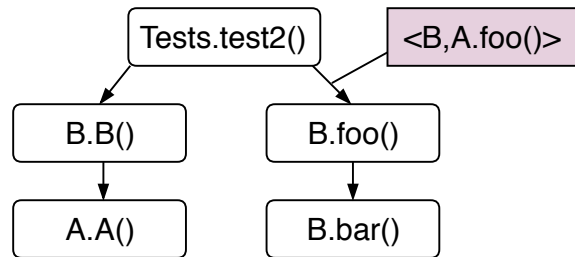 Tests.test2()
<B,A.foo()>
B.B()
B.foo()
A.A()
B.bar()